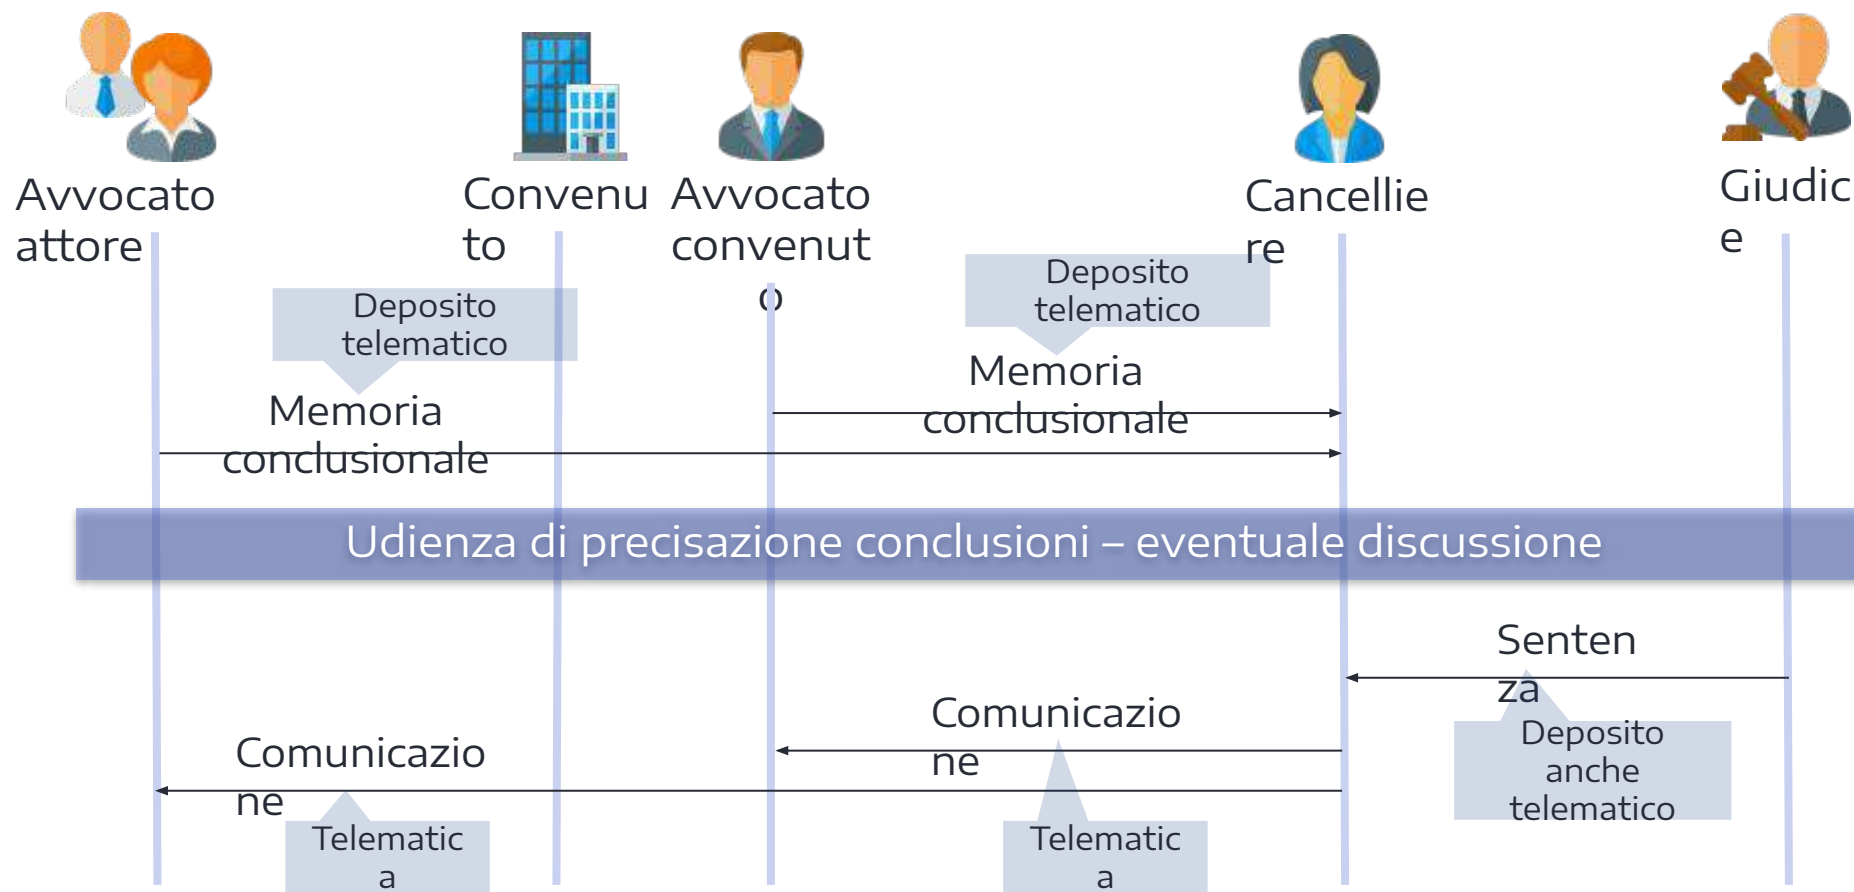 Avvocato
attore
Convenu
to
Avvocato
convenut
o
Cancellie
re
Giudic
e
Deposito
telematico
Deposito
telematico
Memoria
conclusionale
Memoria
conclusionale
Udienza di precisazione conclusioni – eventuale discussione
Senten
za
Deposito
anche
telematico
Comunicazio
ne
Comunicazio
ne
Telematic
a
Telematic
a